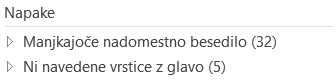 Napake
Manjkajoče nadomestno besedilo (32)
Ni navedene vrstice z glavo (5)